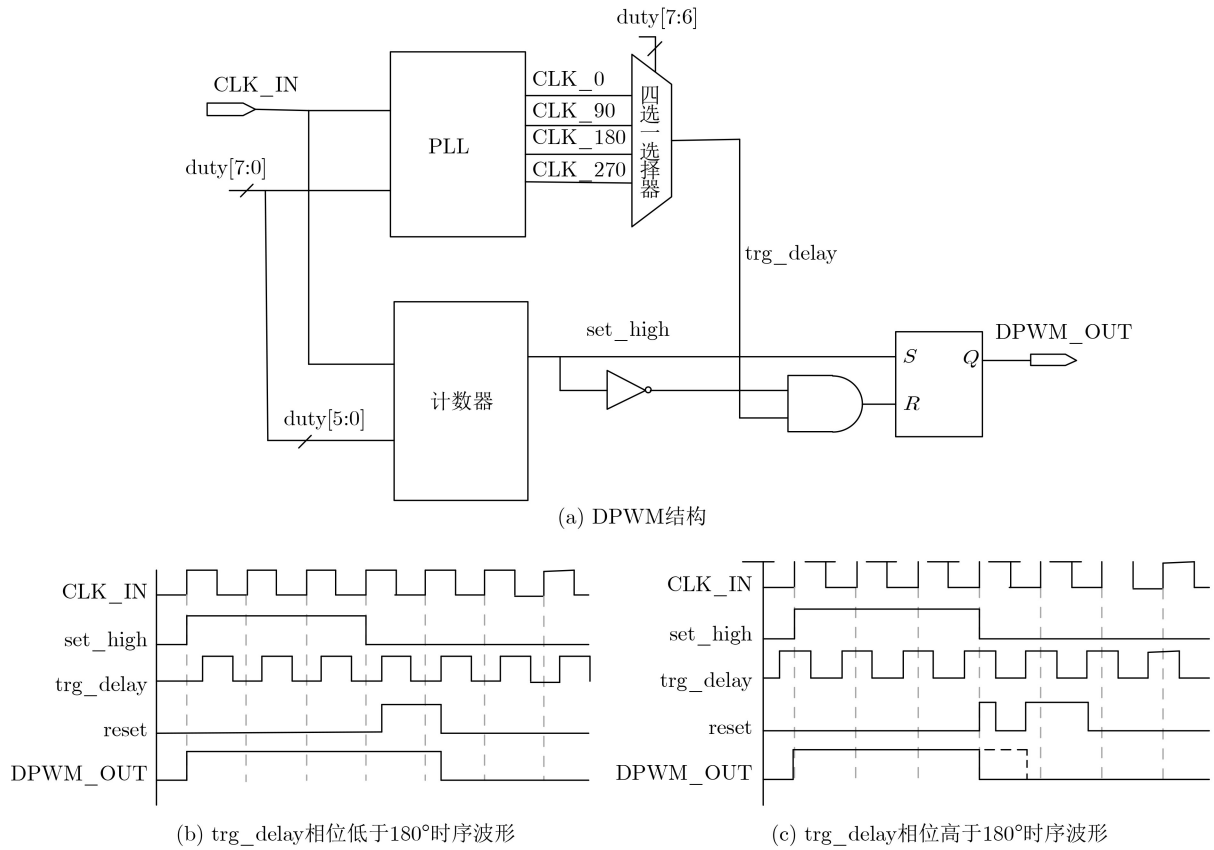 duty[7:6]
CLK_IN
CLK_0
CLK_90
CLK_180
CLK_270
四选一选择器
PLL
duty[7:0]
trg_delay
set_high
DPWM_OUT
S
Q
R
计数器
duty[5:0]
(a) DPWM结构
CLK_IN
set_high
trg_delay
reset
DPWM_OUT
(b) trg_delay相位低于180°时序波形
CLK_IN
set_high
trg_delay
reset
DPWM_OUT
(c) trg_delay相位高于180°时序波形